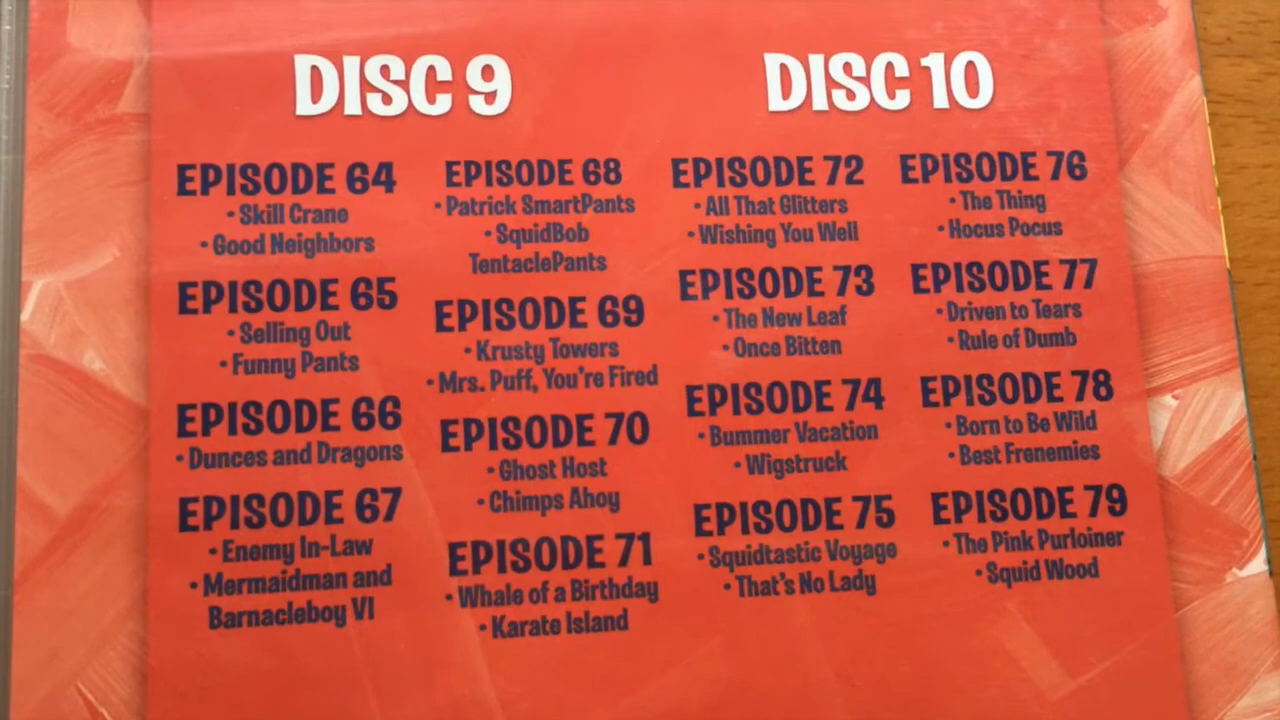 DISC 9
EPISODE 64
• Skill Crane
• Good Neighbors
EPISODE 65
• Selling Out
• Funny Pants
EPISODE 66
• Dunces and Dragons
EPISODE 67
• Enemy In-Law
• Mermaidman and
Barnacleboy VI
EPISODE 68
• Patrick SmartPants
• SquidBob
TentaclePants
EPISODE 69
• Krusty Towers
• Mrs. Puff, You're Fired
EPISODE 70
• Ghost Host
• Chimps Ahoy
EPISODE 71
• Whale of a Birthday
• Karate Island
DISC 10
EPISODE 72
• All That Glitters
• Wishing You Well
EPISODE 73
• The New Leaf
• Once Bitten
EPISODE 74
• Bummer Vacation
• Wigstruck
EPISODE 75
• Squidtastic Voyage
• That's No Lady
EPISODE 76
• The Thing
• Hocus Pocus
EPISODE 77
• Driven to Tears
• Rule of Dumb
EPISODE 78
• Born to Be Wild
• Best Frenemies
EPISODE 79
• The Pink Purloiner
• Squid Wood